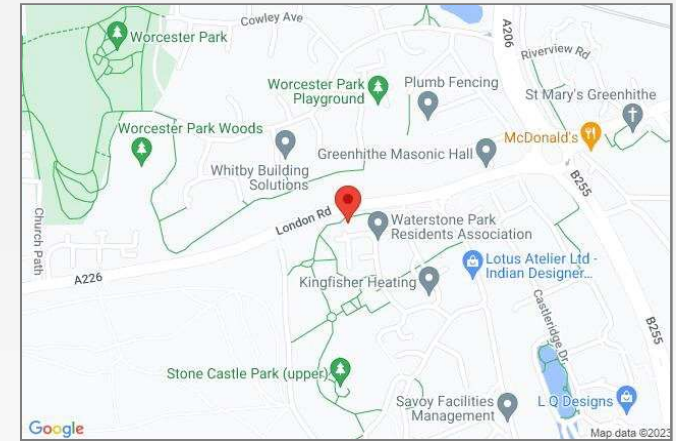 Cowley Ave
Worcester Park
A206
Riverview Rd
Worcester Park
Playground
Plumb Fencing
St Mary's Greenhithe
Worcester Park Woods
McDonald's
Greenhithe Masonic Hall
Whitby Building
Solutions
B255
Church Path
London Rd
Waterstone Park
Residents Association
A226
Lotus Atelier Ltd -
Indian Designer...
Kingfisher Heating
Castleridge Dr
B255
Stone Castle Park (upper)
Savoy Facilities
Management
L Q Designs
Google
Map data ©2023